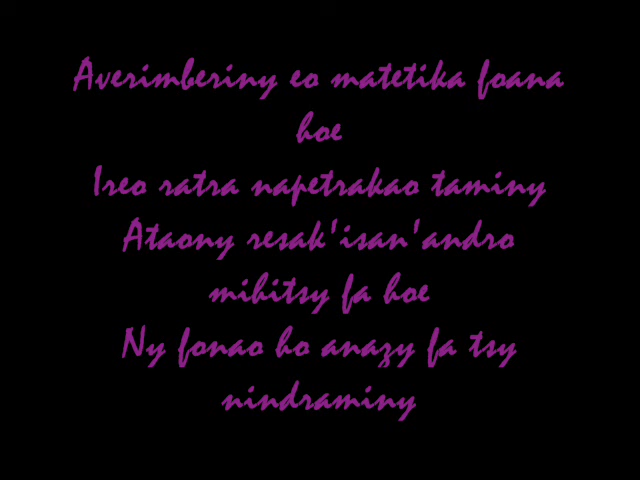 Averimberiny eo matetika foana
hoe
Ireo ratra napetrakao taminy
Ataony resak'isan'andro
mihitsy fa hoe
Ny fonao ho anazy fa tsy
nindraminy